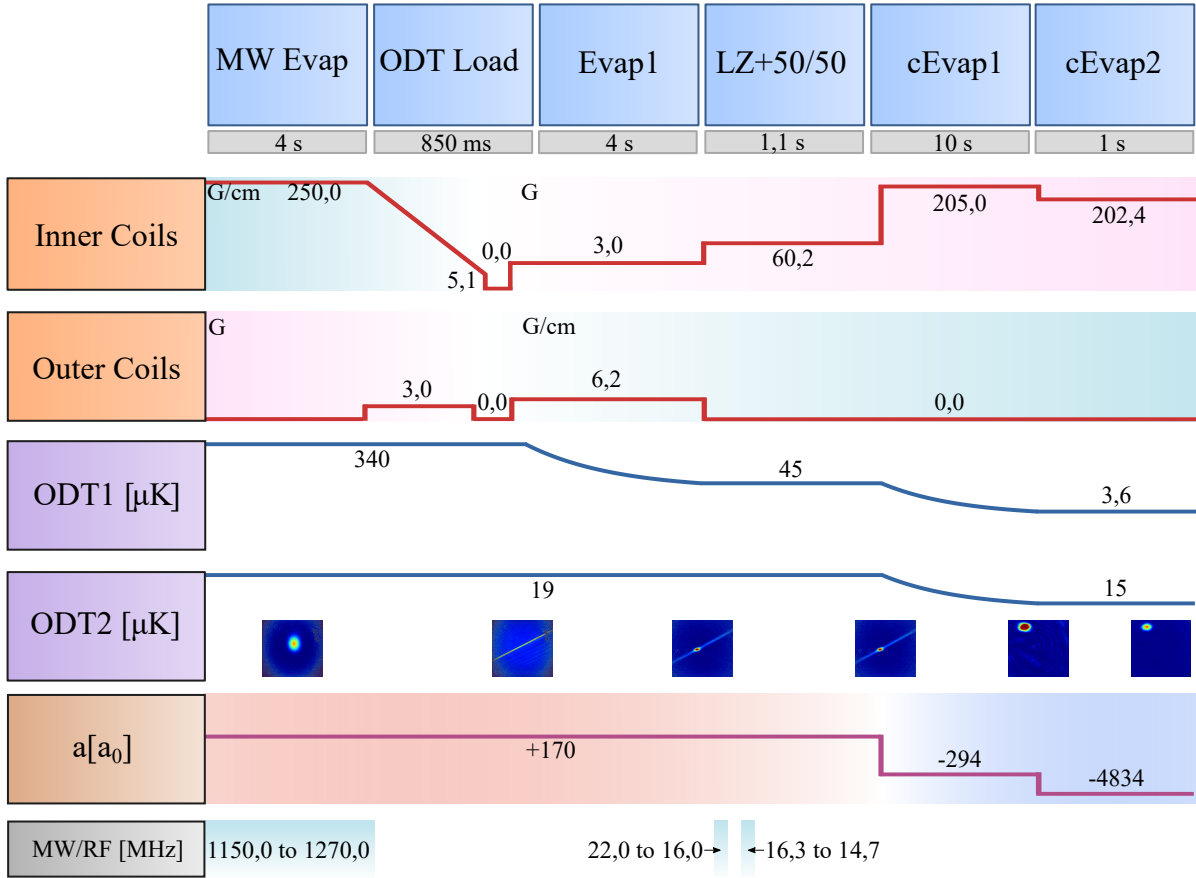 MW Evap ODT Load Evap1 LZ+50/50 cEvap1 cEvap2
4 s 850 ms 4 s 1,1 s 10 s 1 s
Inner Coils G/cm 250,0 5,1 0,0 G 3,0 60,2 205,0 202,4
Outer Coils G 3,0 0,0 G/cm 6,2 0,0
ODT1 [μK] 340 45 3,6
ODT2 [μK] 19 15
a[a₀] +170 -294 -4834
MW/RF [MHz] 1150,0 to 1270,0 22,0 to 16,0 16,3 to 14,7